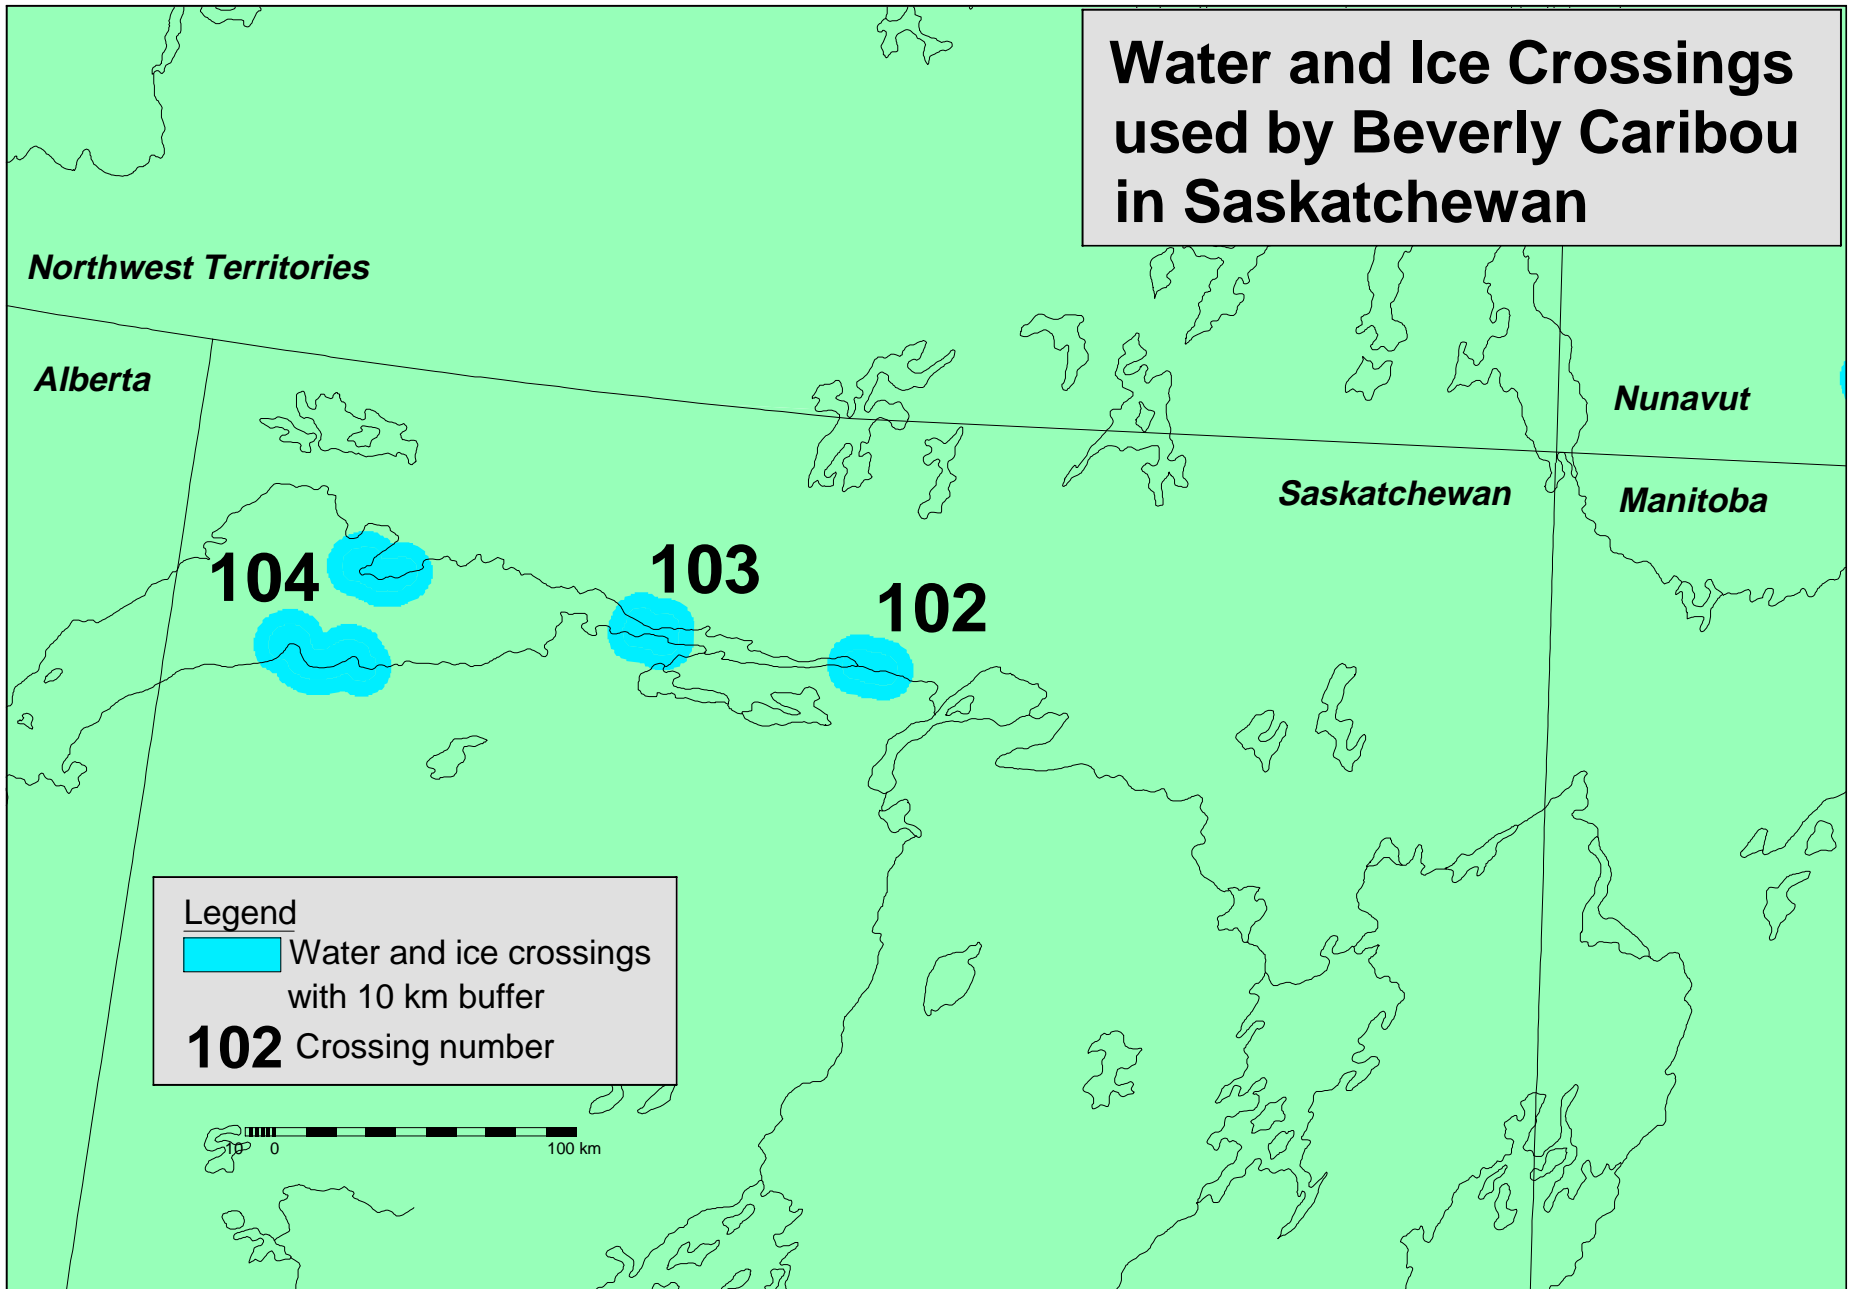 Water and Ice Crossings
used by Beverly Caribou
in Saskatchewan
Northwest Territories
Alberta
Nunavut
Saskatchewan
Manitoba
104
103
102
Legend
Water and ice crossings
with 10 km buffer
102 Crossing number
10 0 100 km